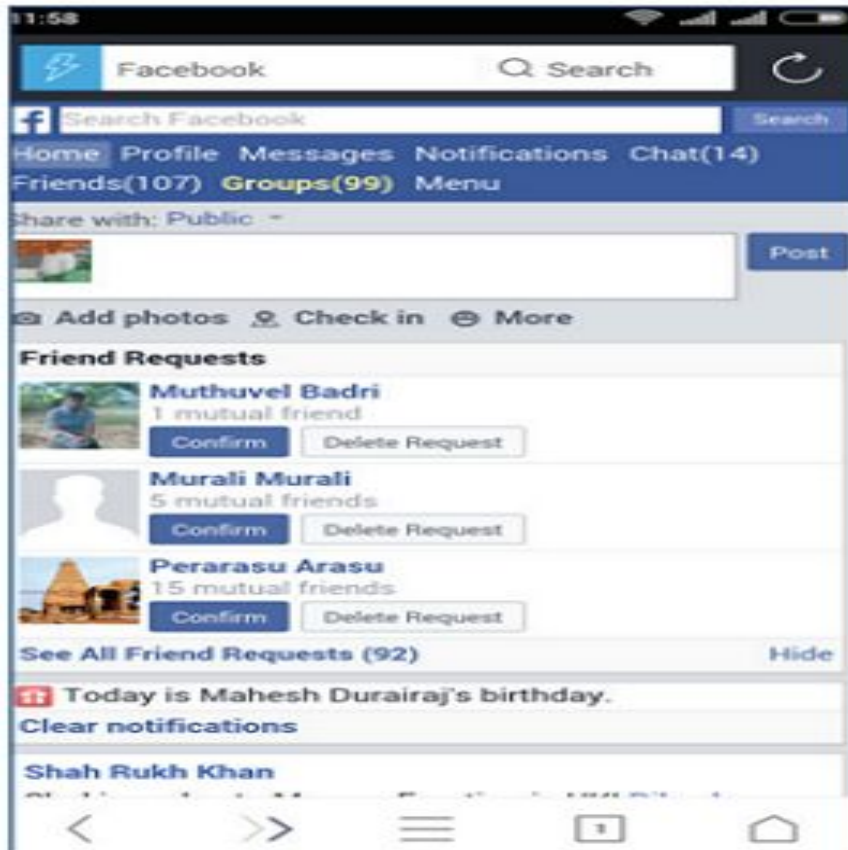 11:58
Facebook Search
f Search Facebook Search
Home Profile Messages Notifications Chat(14)
Friends(107) Groups(99) Menu
Share with: Public
Post
Add photos Check in More
Friend Requests
Muthuvel Badri
1 mutual friend
Confirm Delete Request
Murali Murali
5 mutual friends
Confirm Delete Request
Perarasu Arasu
15 mutual friends
Confirm Delete Request
See All Friend Requests (92) Hide
Today is Mahesh Durairaj's birthday.
Clear notifications
Shah Rukh Khan